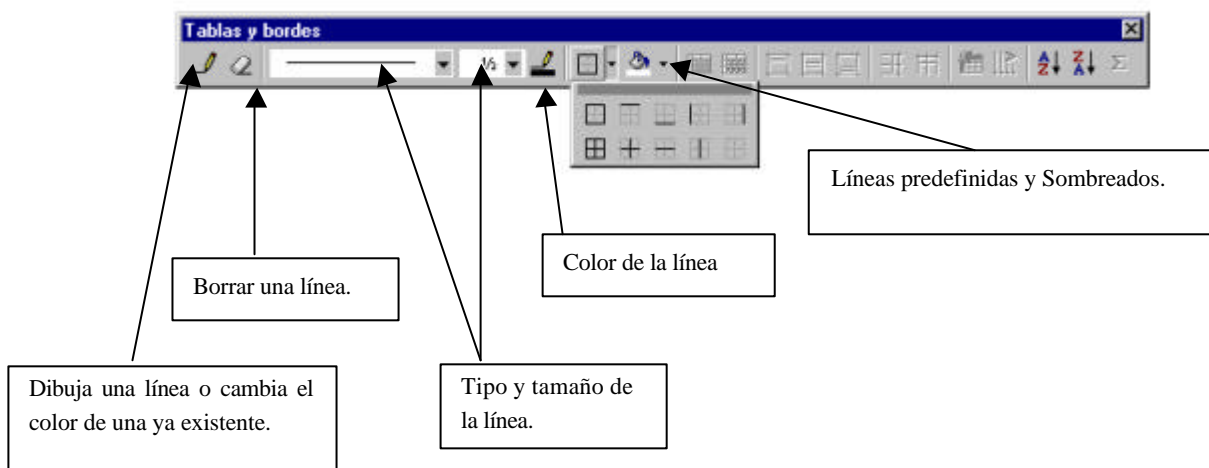 Tablas y bordes
½
A
Z
Z
A
Σ
Líneas predefinidas y Sombreados.
Color de la línea
Borrar una línea.
Dibuja una línea o cambia el
color de una ya existente.
Tipo y tamaño de
la línea.